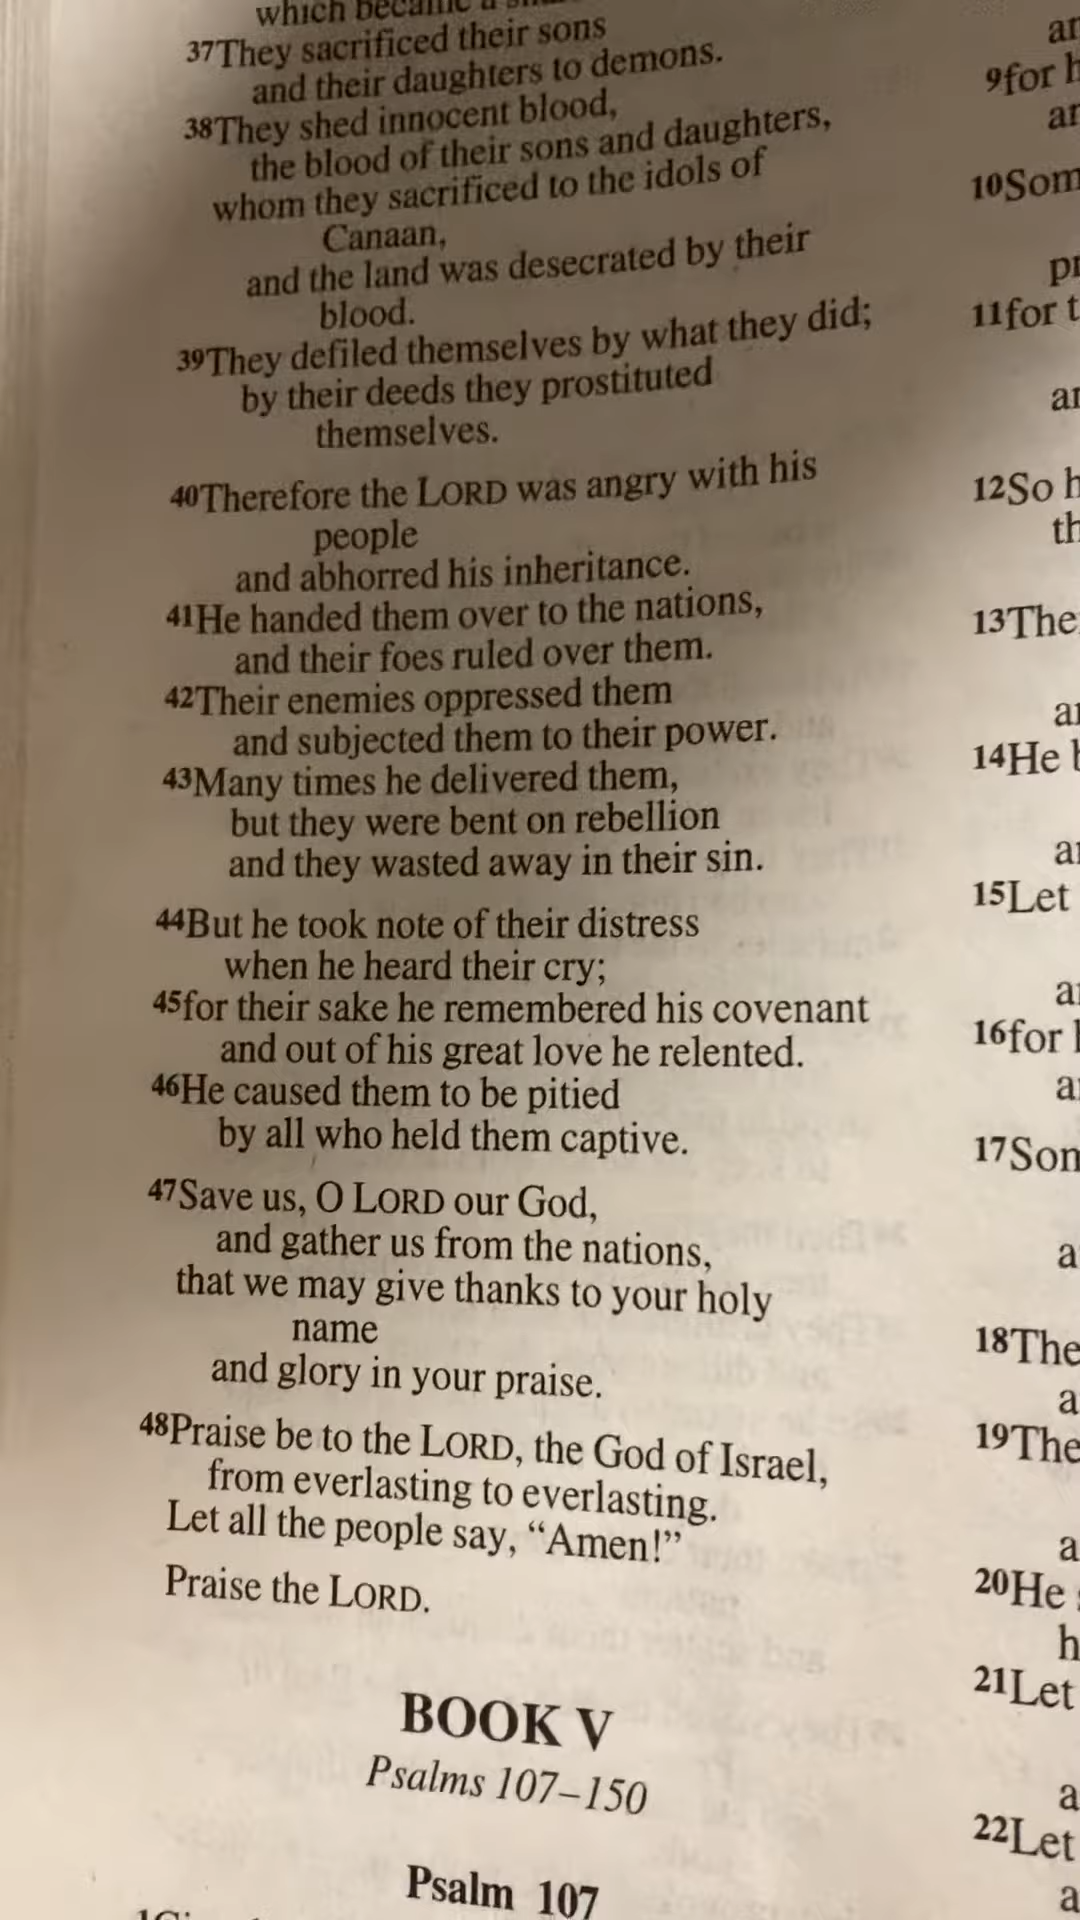 which became a
37They sacrificed their sons
and their daughters to demons.
38They shed innocent blood,
the blood of their sons and daughters,
whom they sacrificed to the idols of
Canaan,
and the land was desecrated by their
blood.
39They defiled themselves by what they did;
by their deeds they prostituted
themselves.
40Therefore the LORD was angry with his
people
and abhorred his inheritance.
41He handed them over to the nations,
and their foes ruled over them.
42Their enemies oppressed them
and subjected them to their power.
43Many times he delivered them,
but they were bent on rebellion
and they wasted away in their sin.
44But he took note of their distress
when he heard their cry;
45for their sake he remembered his covenant
and out of his great love he relented.
46He caused them to be pitied
by all who held them captive.
47Save us, O LORD our God,
and gather us from the nations,
that we may give thanks to your holy
name
and glory in your praise.
48Praise be to the LORD, the God of Israel,
from everlasting to everlasting.
Let all the people say, “Amen!”
Praise the LORD.
BOOK V
Psalms 107–150
Psalm 107
9for
10
11for
12So
13
14He
15Let
16for
17
18The
19The
20He
21Let
22Let